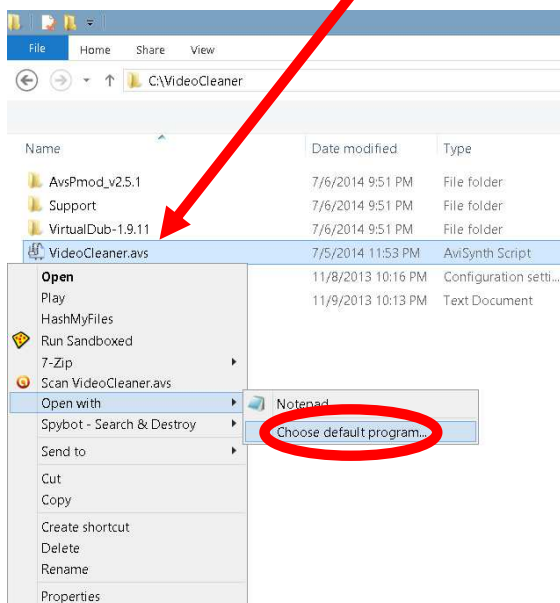 File Home Share View
C:\VideoCleaner
Name Date modified Type
AvsPmod_v2.5.1 7/6/2014 9:51 PM File folder
Support 7/6/2014 9:51 PM File folder
VirtualDub-1.9.11 7/6/2014 9:51 PM File folder
VideoCleaner.avs 7/5/2014 11:53 PM AviSynth Script
11/8/2013 10:16 PM Configuration setti...
11/9/2013 10:13 PM Text Document
Open
Play
HashMyFiles
Run Sandboxed
7-Zip
Scan VideoCleaner.avs
Open with
Notepad
Spybot - Search & Destroy
Choose default program...
Send to
Cut
Copy
Create shortcut
Delete
Rename
Properties